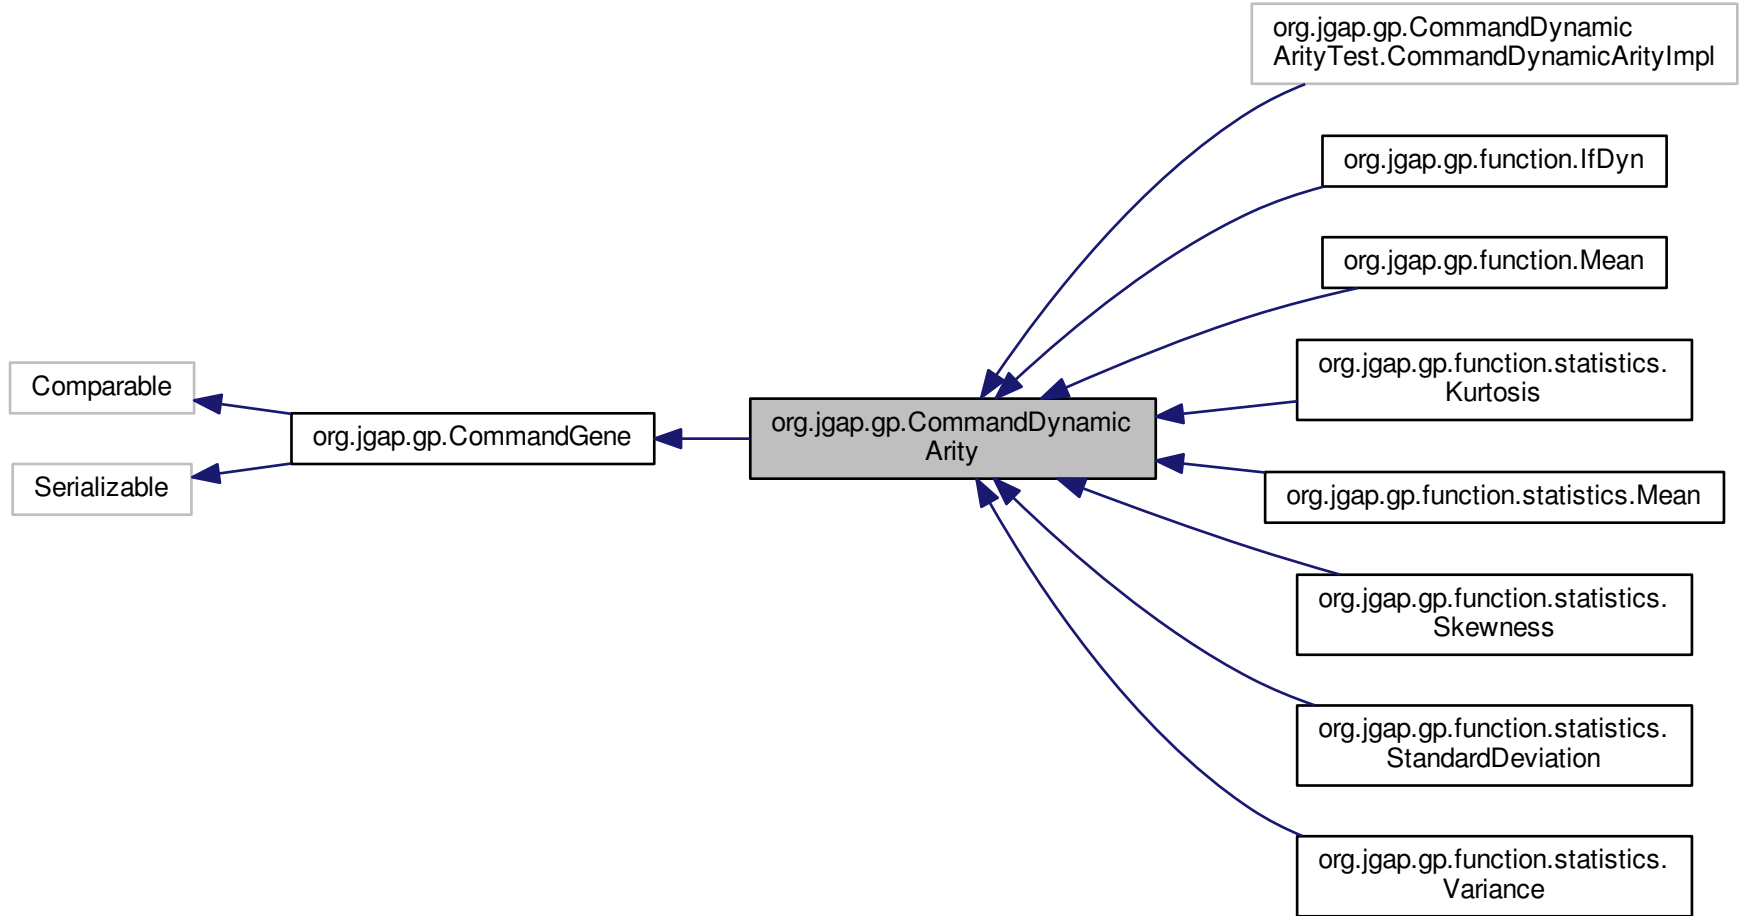 Comparable
Serializable
org.jgap.gp.CommandGene
org.jgap.gp.CommandDynamic
Arity
org.jgap.gp.CommandDynamic
ArityTest.CommandDynamicArityImpl
org.jgap.gp.function.IfDyn
org.jgap.gp.function.Mean
org.jgap.gp.function.statistics.
Kurtosis
org.jgap.gp.function.statistics.Mean
org.jgap.gp.function.statistics.
Skewness
org.jgap.gp.function.statistics.
StandardDeviation
org.jgap.gp.function.statistics.
Variance